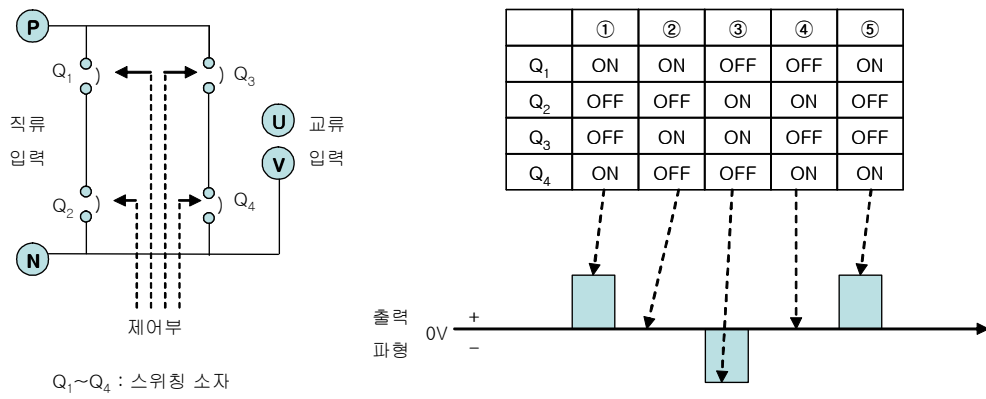 P
Q1
Q3
직류
입력
U 교류
V 입력
Q2
Q4
N
제어부
Q1~Q4 : 스위칭 소자
① ② ③ ④ ⑤
Q1 ON ON OFF OFF ON
Q2 OFF OFF ON ON OFF
Q3 OFF ON ON OFF OFF
Q4 ON OFF OFF ON ON
출력 +
0V
파형 −